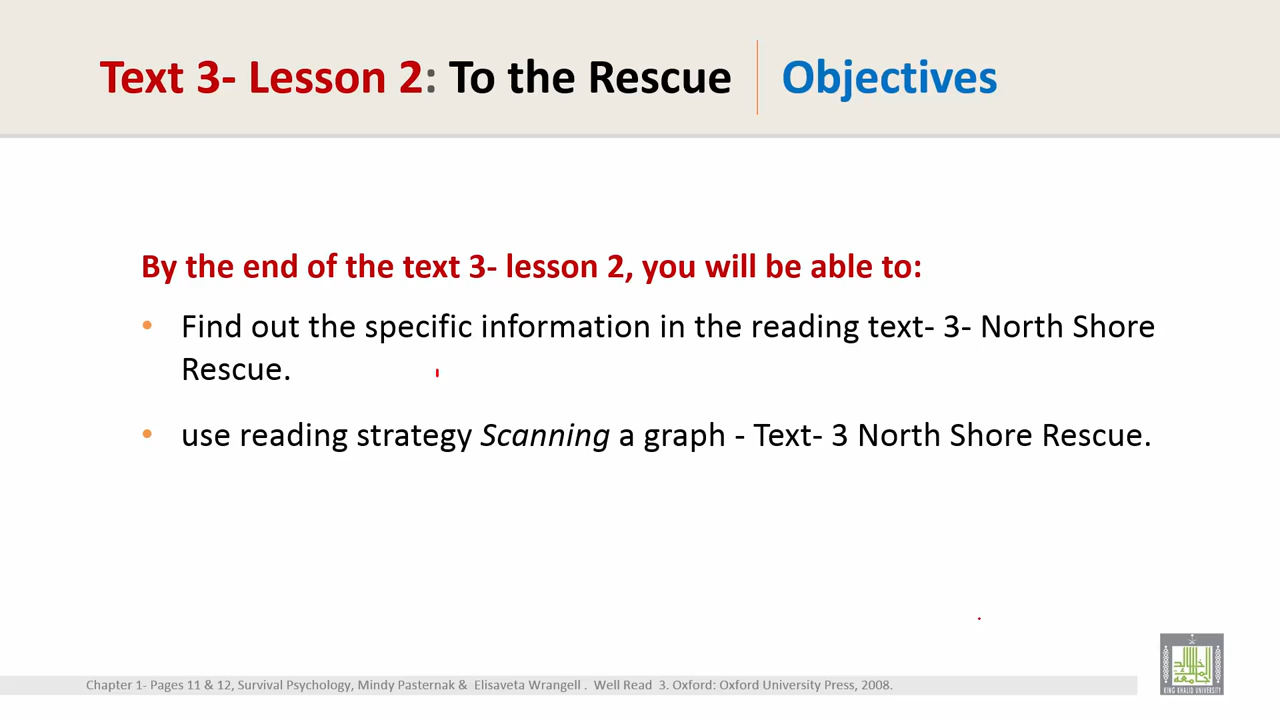 Text 3- Lesson 2: To the Rescue
Objectives
By the end of the text 3- lesson 2, you will be able to:
• Find out the specific information in the reading text- 3- North Shore
Rescue.
• use reading strategy Scanning a graph - Text- 3 North Shore Rescue.
Chapter 1- Pages 11 & 12, Survival Psychology, Mindy Pasternak & Elisaveta Wrangell . Well Read 3. Oxford: Oxford University Press, 2008.
KING KHALID UNIVERSITY